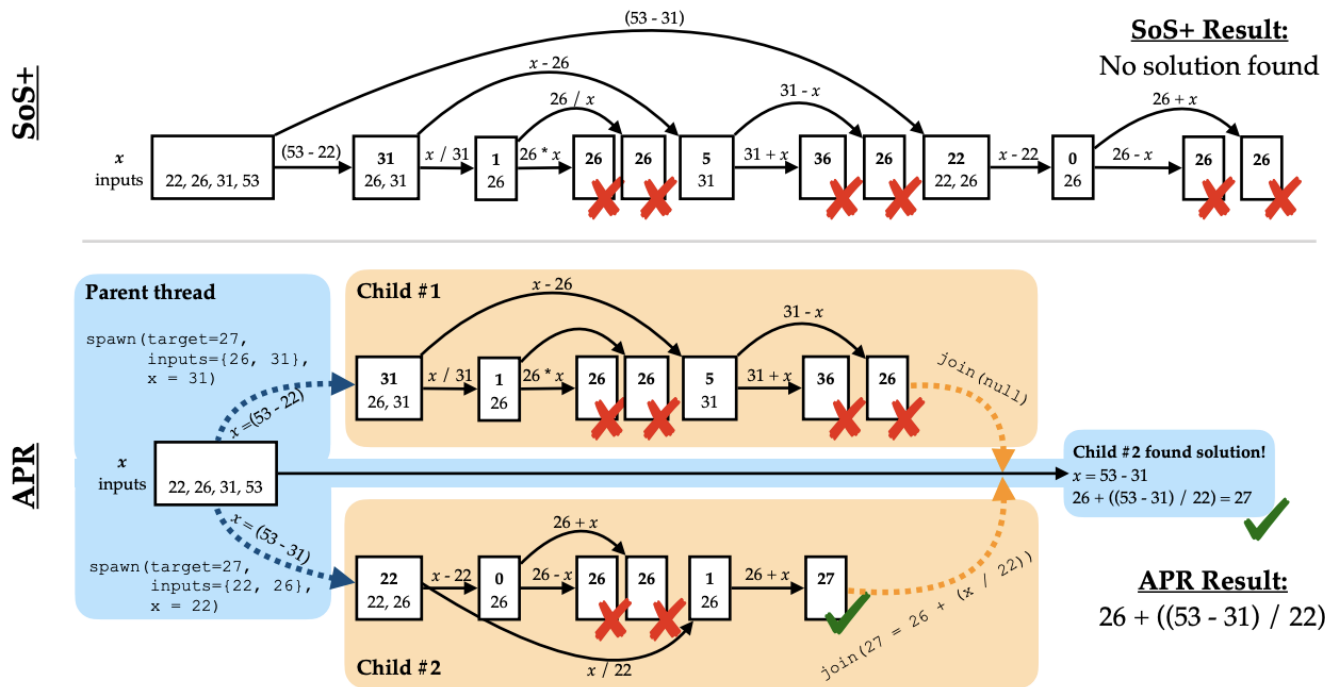 SoS+
(53 - 31)
x - 26
26 / x
31 - x
26 + x
SoS+ Result:
No solution found
x
inputs
22, 26, 31, 53
(53 - 22)
31
26, 31
x / 31
1
26
26 * x
26
26
5
31
31 + x
36
26
22
22, 26
x - 22
0
26
26 - x
26
26
APR
Parent thread
spawn(target=27,
inputs={26, 31},
x = 31)
x =(53 - 22)
x
inputs
22, 26, 31, 53
x = (53 - 31)
spawn(target=27,
inputs={22, 26},
x = 22)
Child #1
x - 26
31 - x
31
26, 31
x / 31
1
26
26 * x
26
26
5
31
31 + x
36
26
join(null)
Child #2 found solution!
x = 53 - 31
26 + ((53 - 31) / 22) = 27
26 + x
22
22, 26
x - 22
0
26
26 - x
26
26
1
26
26 + x
27
x / 22
Child #2
join(27 = 26 + (x / 22))
APR Result:
26 + ((53 - 31) / 22)